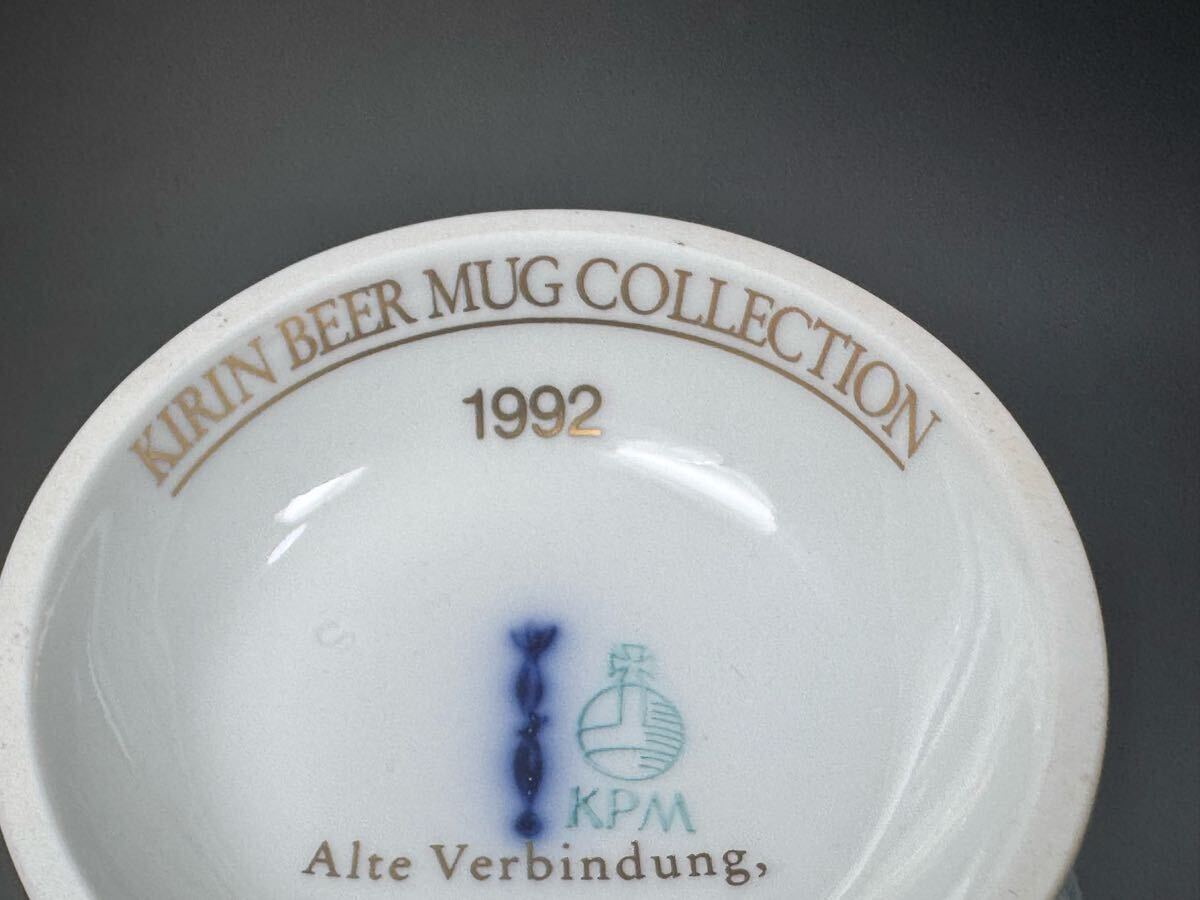 KIRIN BEER MUG COLLECTION
1992
KPM
Alte Verbindung,